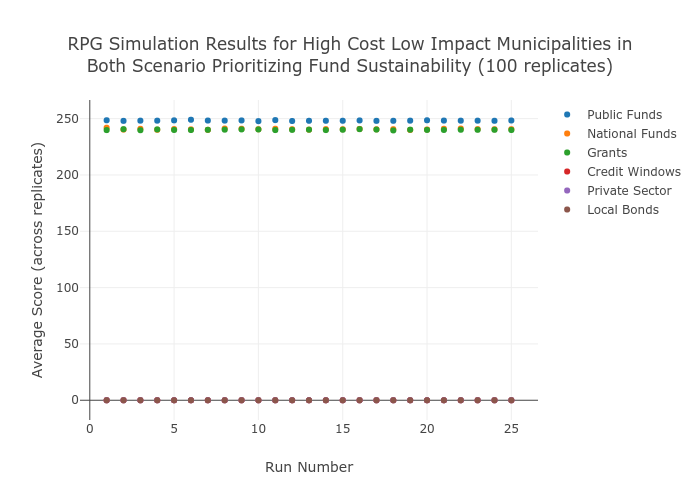 RPG Simulation Results for High Cost Low Impact Municipalities in
Both Scenario Prioritizing Fund Sustainability (100 replicates)
Average Score (across replicates)
250
200
150
100
50
0
0
5
10
15
20
25
Run Number
Public Funds
National Funds
Grants
Credit Windows
Private Sector
Local Bonds